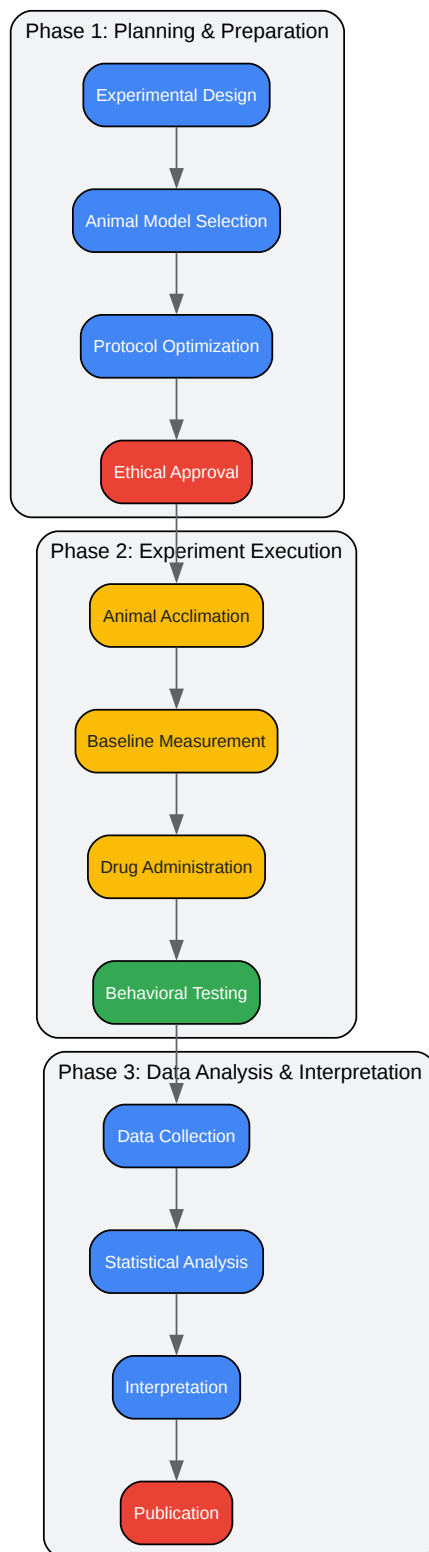 Phase 1: Planning & Preparation
Experimental Design
Animal Model Selection
Protocol Optimization
Ethical Approval
Phase 2: Experiment Execution
Animal Acclimation
Baseline Measurement
Drug Administration
Behavioral Testing
Phase 3: Data Analysis & Interpretation
Data Collection
Statistical Analysis
Interpretation
Publication